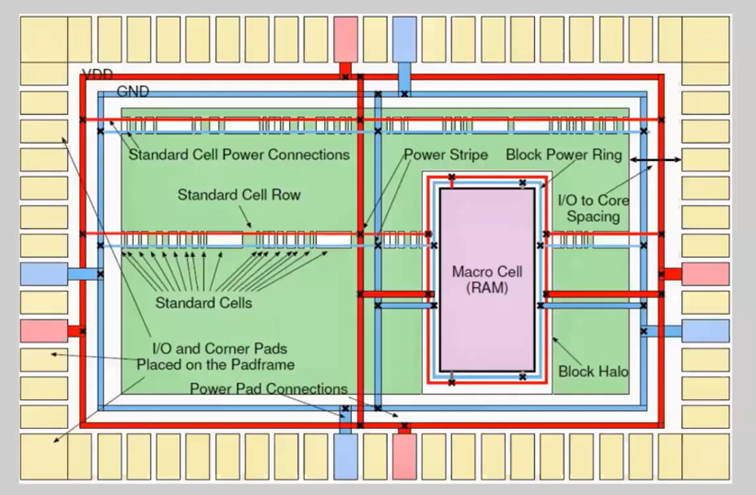 VDD
GND
Standard Cell Power Connections
Power Stripe
Block Power Ring
Standard Cell Row
I/O to Core
Spacing
Macro Cell
(RAM)
Standard Cells
I/O and Corner Pads
Placed on the Padframe
Block Halo
Power Pad Connections